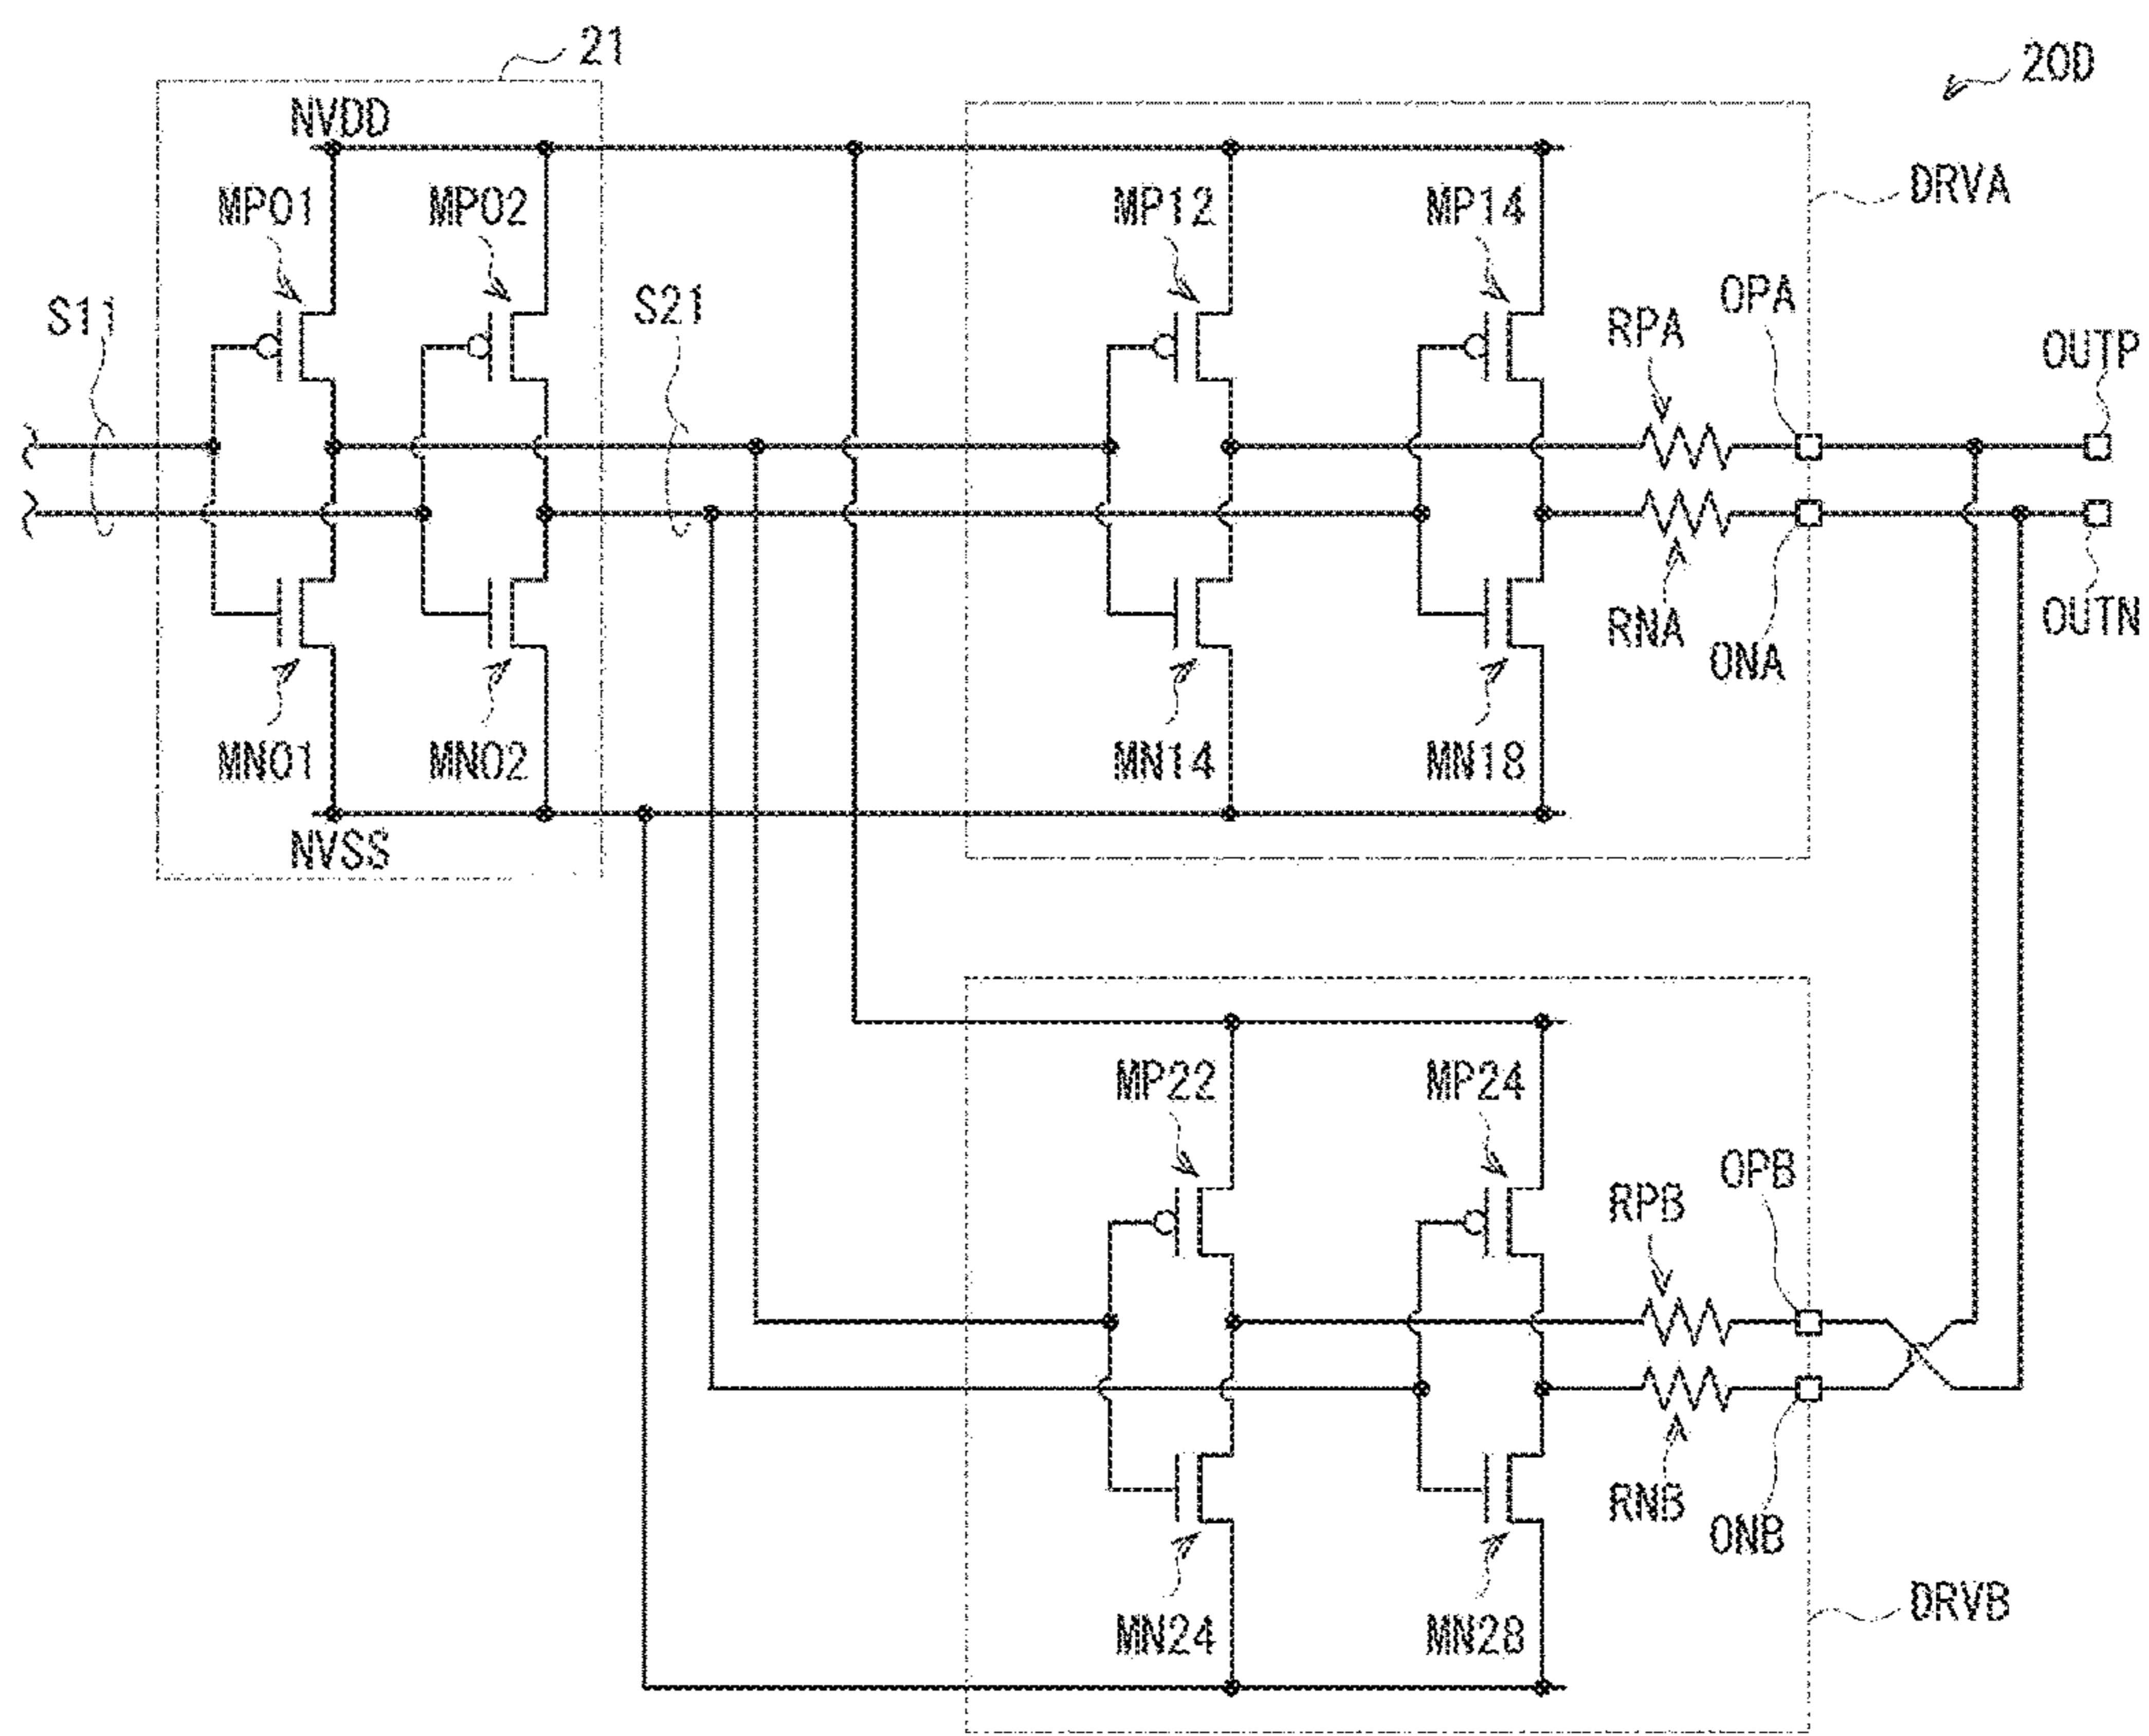 21
20D
NVDD
DRVA
MP01
MP02
MP12
MP14
S11
S21
OPA
RPA
OUTP
OUTN
RNA
ONA
MN01
MN02
MN14
MN18
NVSS
MP22
MP24
OPB
RPB
RNB
ONB
DRVB
MN24
MN28